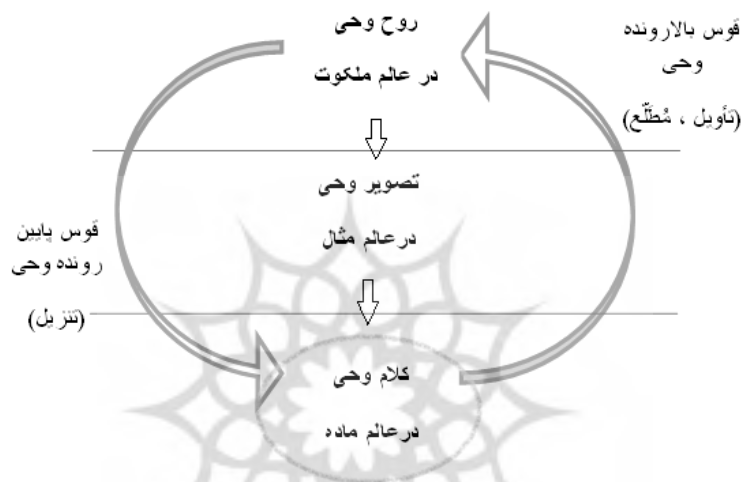 روح وحی
در عالم ملکوت
قوس بالارونده
وحی
(تأویل ، مُطَلَّع)
تصویر وحی
درعالم مثال
قوس پایین
رونده وحی
(تنزیل)
کلام وحی
درعالم ماده